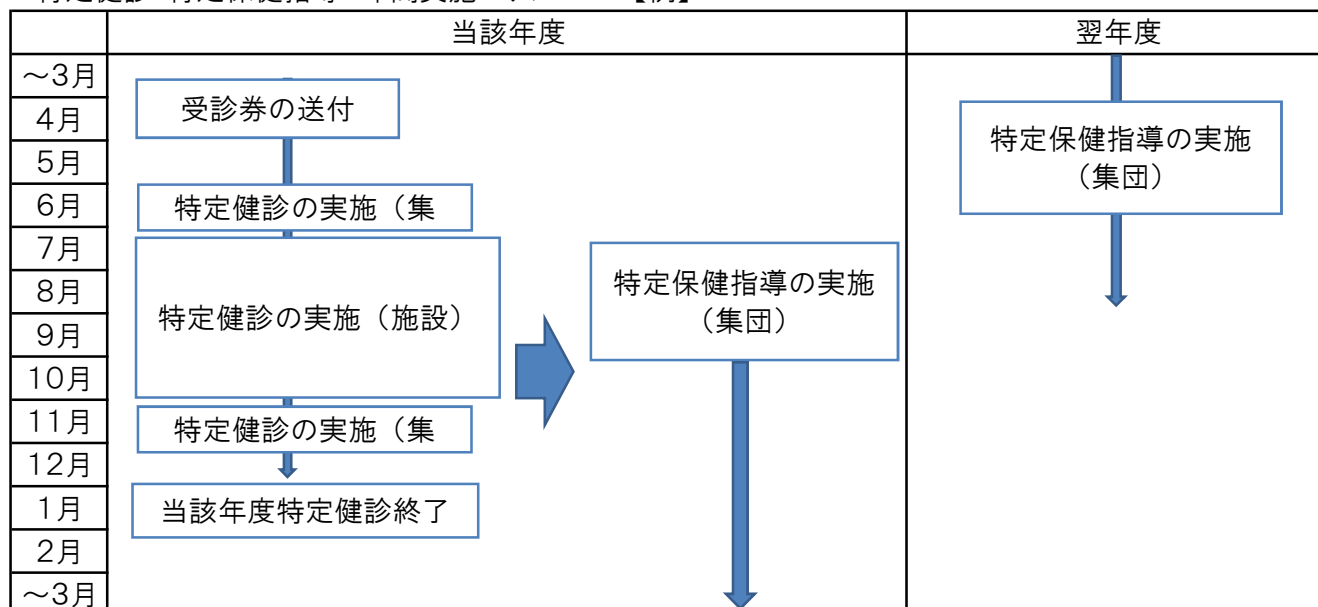 当該年度
翌年度
～3月
4月
5月
6月
7月
8月
9月
10月
11月
12月
1月
2月
～3月
受診券の送付
特定健診の実施（集
特定健診の実施（施設）
特定健診の実施（集
当該年度特定健診終了
特定保健指導の実施
（集団）
特定保健指導の実施
（集団）